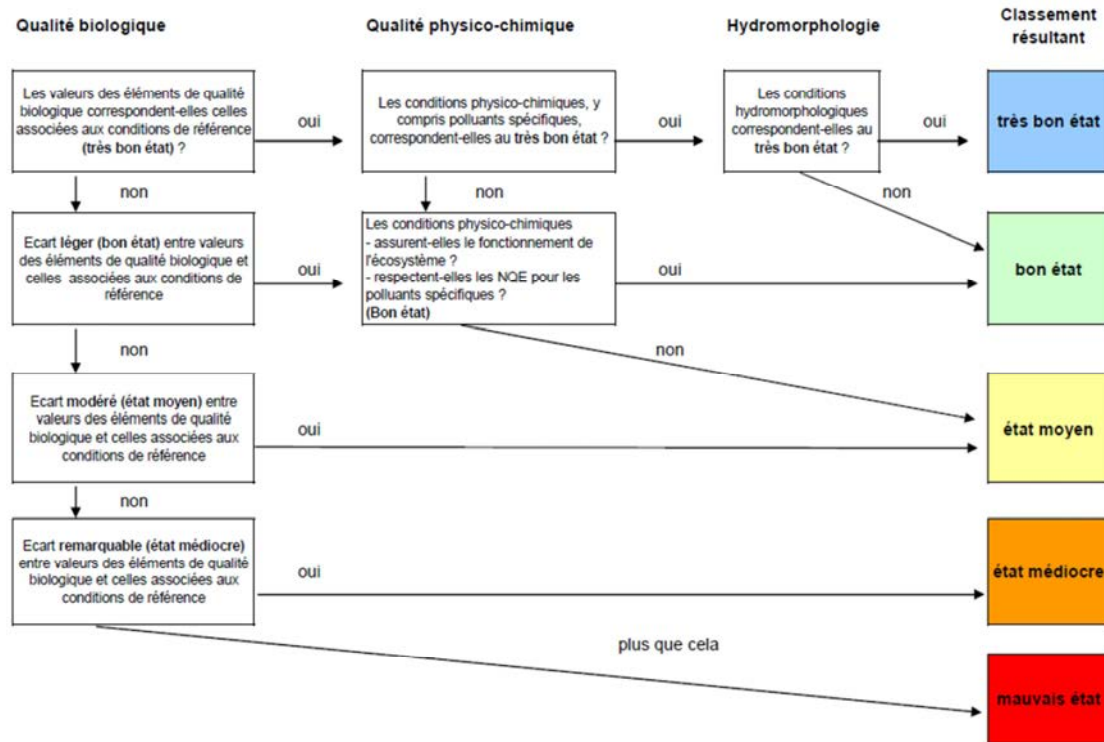 Qualité biologique
Qualité physico-chimique
Hydromorphologie
Classement
résultant
Les valeurs des éléments de qualité
biologique correspondent-elles celles
associées aux conditions de référence
(très bon état) ?
oui
Les conditions physico-chimiques, y
compris polluants spécifiques,
correspondent-elles au très bon état ?
oui
Les conditions
hydromorphologiques
correspondent-elles au
très bon état ?
oui
très bon état
non
non
non
Ecart léger (bon état) entre valeurs
des éléments de qualité biologique et
celles associées aux conditions de
référence
oui
Les conditions physico-chimiques
- assurent-elles le fonctionnement de
l'écosystème ?
- respectent-elles les NQE pour les
polluants spécifiques ?
(Bon état)
oui
bon état
non
non
Ecart modéré (état moyen) entre
valeurs des éléments de qualité
biologique et celles associées aux
conditions de référence
oui
état moyen
non
Ecart remarquable (état médiocre)
entre valeurs des éléments de qualité
biologique et celles associées aux
conditions de référence
oui
état médiocre
plus que cela
mauvais état